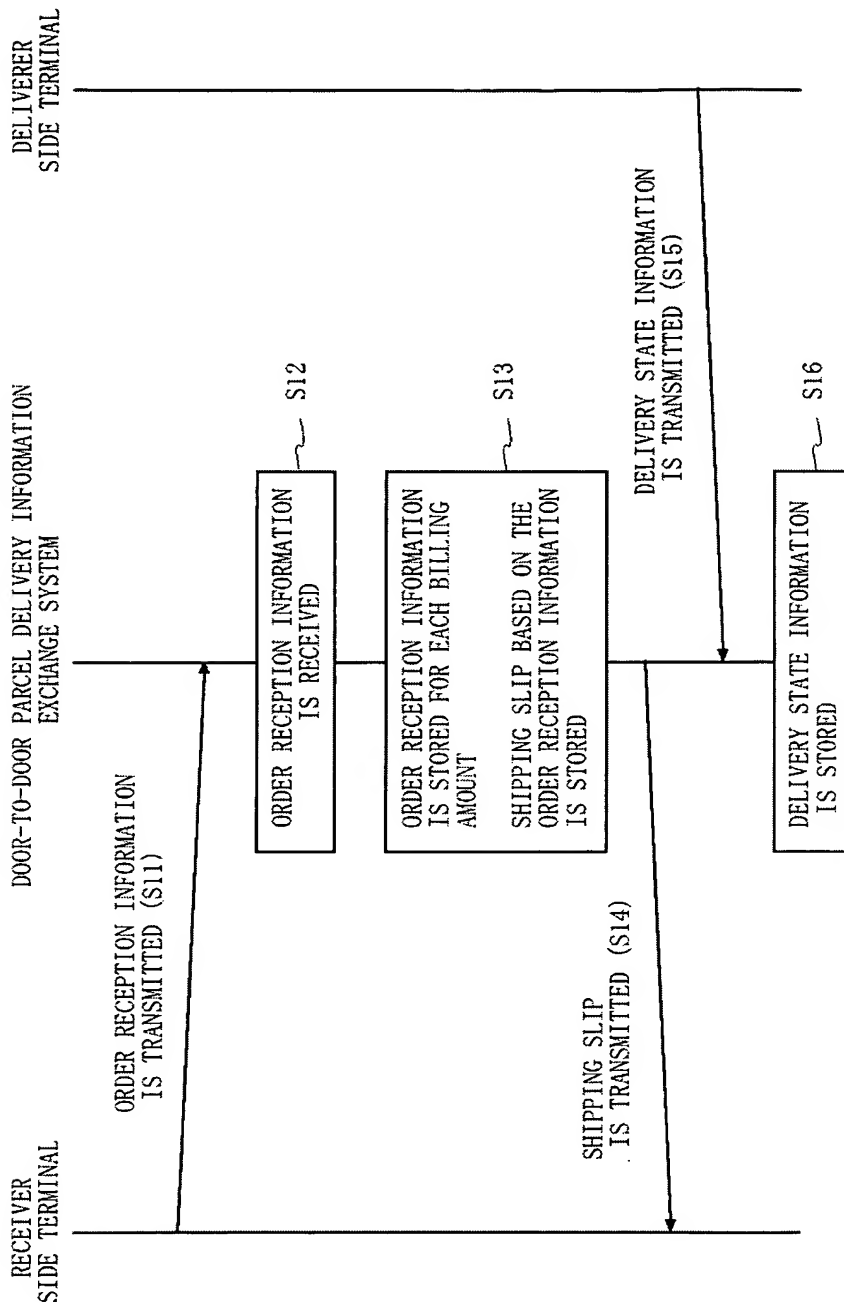 RECEIVER
SIDE TERMINAL
DOOR-TO-DOOR PARCEL DELIVERY INFORMATION
EXCHANGE SYSTEM
DELIVERER
SIDE TERMINAL
ORDER RECEPTION INFORMATION
IS TRANSMITTED (S11)
ORDER RECEPTION INFORMATION
IS RECEIVED
S12
ORDER RECEPTION INFORMATION
IS STORED FOR EACH BILLING
AMOUNT
SHIPPING SLIP BASED ON THE
ORDER RECEPTION INFORMATION
IS STORED
S13
SHIPPING SLIP
IS TRANSMITTED (S14)
DELIVERY STATE INFORMATION
IS TRANSMITTED (S15)
DELIVERY STATE INFORMATION
IS STORED
S16